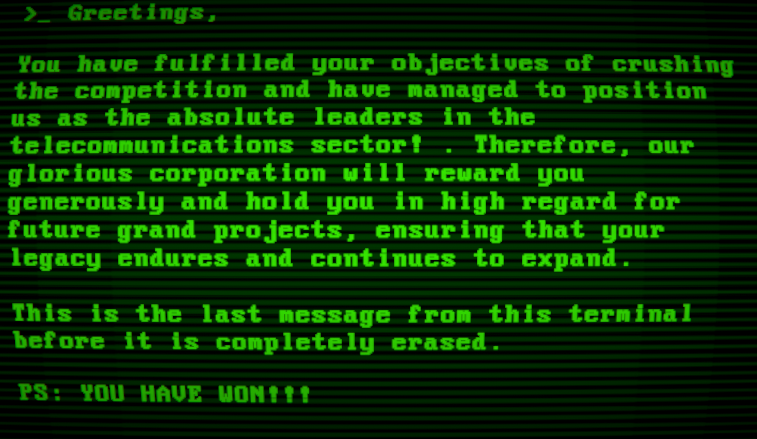 >_ Greetings,
You have fulfilled your objectives of crushing
the competition and have managed to position
us as the absolute leaders in the
telecommunications sector! . Therefore, our
glorious corporation will reward you
generously and hold you in high regard for
future grand projects, ensuring that your
legacy endures and continues to expand.
This is the last message from this terminal
before it is completely erased.
PS: YOU HAVE WON!!!